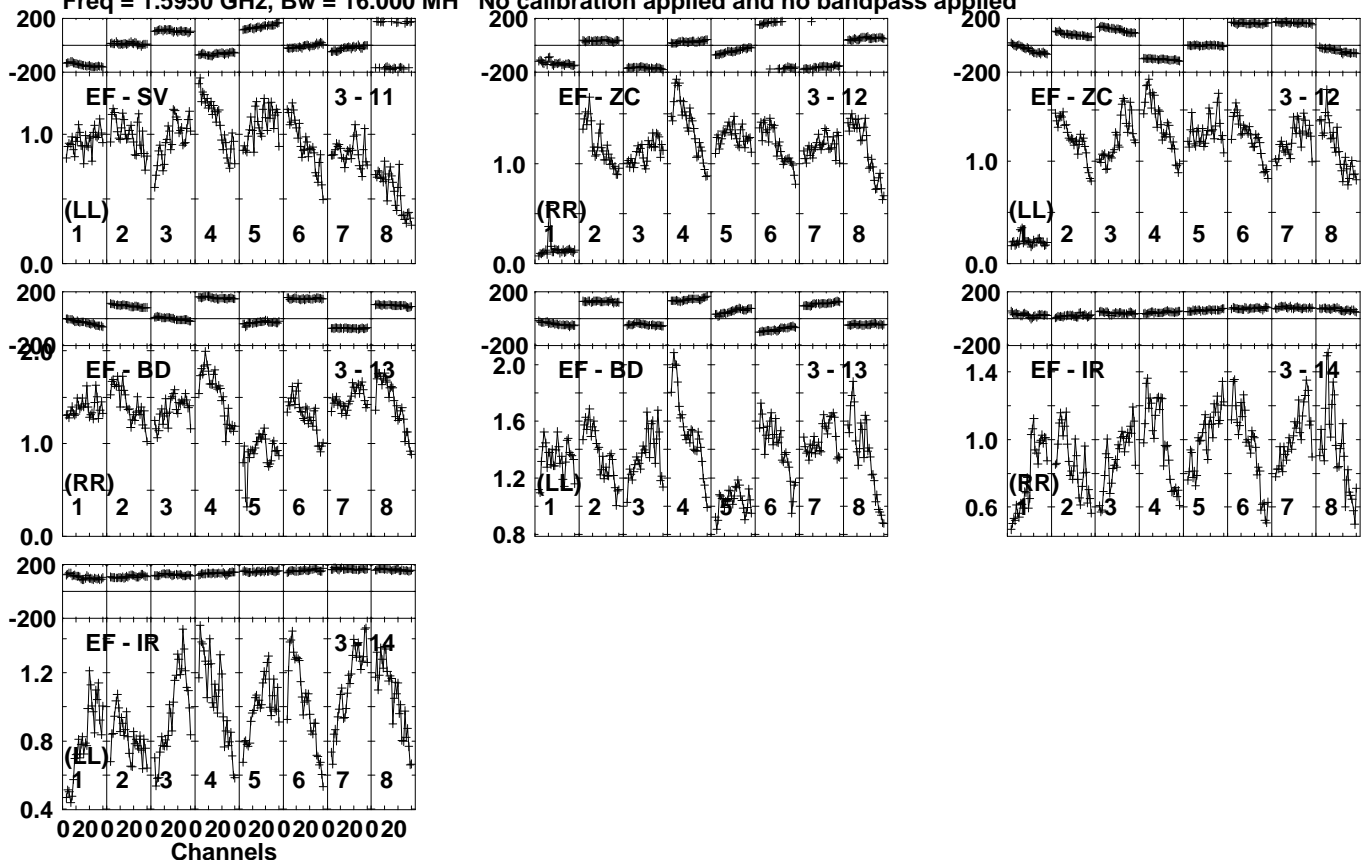 Freq = 1.5950 GHz, Bw = 16.000 MH No calibration applied and no bandpass applied
200
-200
EF - SV 3 - 11
1.0
(LL)
1 2 3 4 5 6 7 8
0.0
200
-200
EF - ZC 3 - 12
1.0
(RR)
1 2 3 4 5 6 7 8
0.0
200
-200
EF - ZC 3 - 12
1.0
(LL)
1 2 3 4 5 6 7 8
0.0
200
-200
2.0
EF - BD 3 - 13
1.0
(RR)
1 2 3 4 5 6 7 8
0.0
200
-200
2.0
EF - BD 3 - 13
1.6
1.2
(LL)
1 2 3 4 5 6 7 8
0.8
200
-200
EF - IR 3 - 14
1.4
1.0
(RR)
1 2 3 4 5 6 7 8
0.6
200
-200
EF - IR 3 - 14
1.2
0.8
(LL)
1 2 3 4 5 6 7 8
0.4
0 20 0 20 0 20 0 20 0 20 0 20 0 20 0 20
Channels